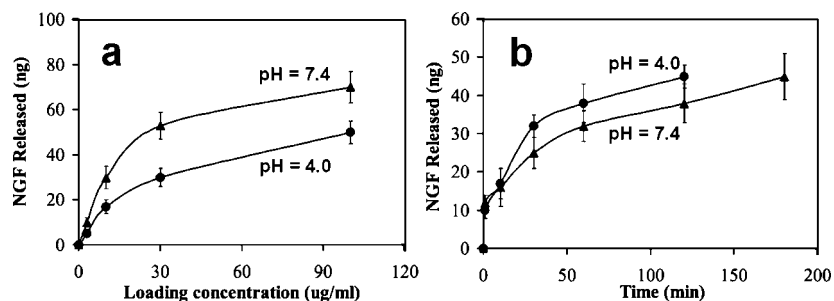 a
NGF Released (ng)
100
80
60
40
20
0
pH = 7.4
pH = 4.0
0 30 60 90 120
Loading concentration (ug/ml)
b
NGF Released (ng)
60
50
40
30
20
10
0
pH = 4.0
pH = 7.4
0 50 100 150 200
Time (min)